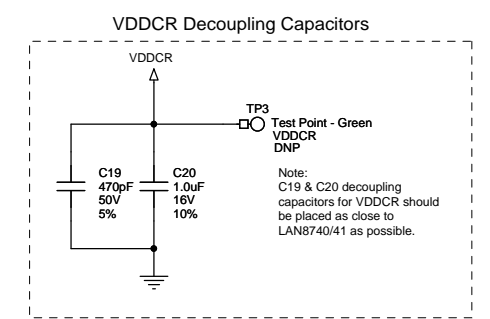 VDDCR Decoupling Capacitors
VDDCR
TP3
Test Point - Green
VDDCR
DNP
C19
470pF
50V
5%
C20
1.0uF
16V
10%
Note:
C19 & C20 decoupling
capacitors for VDDCR should
be placed as close to
LAN8740/41 as possible.